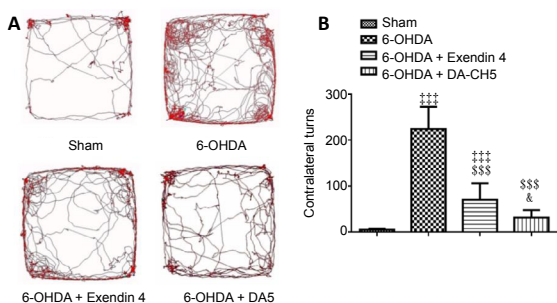 A
Sham
6-OHDA
6-OHDA + Exendin 4
6-OHDA + DA5
B
Sham
6-OHDA
6-OHDA + Exendin 4
6-OHDA + DA-CH5
Contralateral turns
300
200
100
0
‡‡‡
‡‡‡
$$$
$$$
&